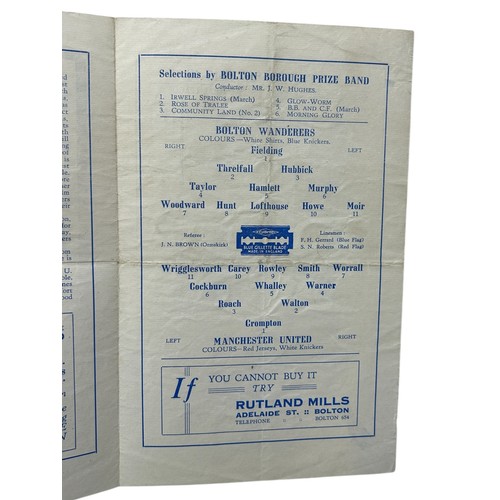 Selections by BOLTON BOROUGH PRIZE BAND
Conductor: MR. J. W. HUGHES.
1. IRWELL SPRINGS (March)
2. ROSE OF TRALEE
3. COMMUNITY LAND (No. 2)
4. GLOW-WORM
5. B.B. AND C.F. (March)
6. MORNING GLORY
BOLTON WANDERERS
COLOURS—White Shirts, Blue Knickers.
RIGHT LEFT
Fielding
1
Threlfall Hubbick
2 3
Taylor Hamlett Murphy
4 5 6
Woodward Hunt Lofthouse Howe Moir
7 8 9 10 11
Referee:
J. N. BROWN (Ormskirk)
BLUE GILLETTE BLADE
MADE IN ENGLAND
Linesmen:
F. H. Gerrard (Blue Flag)
S. N. Roberts (Red Flag)
Wrigglesworth Carey Rowley Smith Worrall
11 10 9 8 7
Cockburn Whalley Warner
6 5 4
Roach Walton
3 2
Crompton
1
LEFT MANCHESTER UNITED RIGHT
COLOURS—Red Jerseys, White Knickers
If YOU CANNOT BUY IT
TRY
RUTLAND MILLS
ADELAIDE ST. :: BOLTON
TELEPHONE BOLTON 654